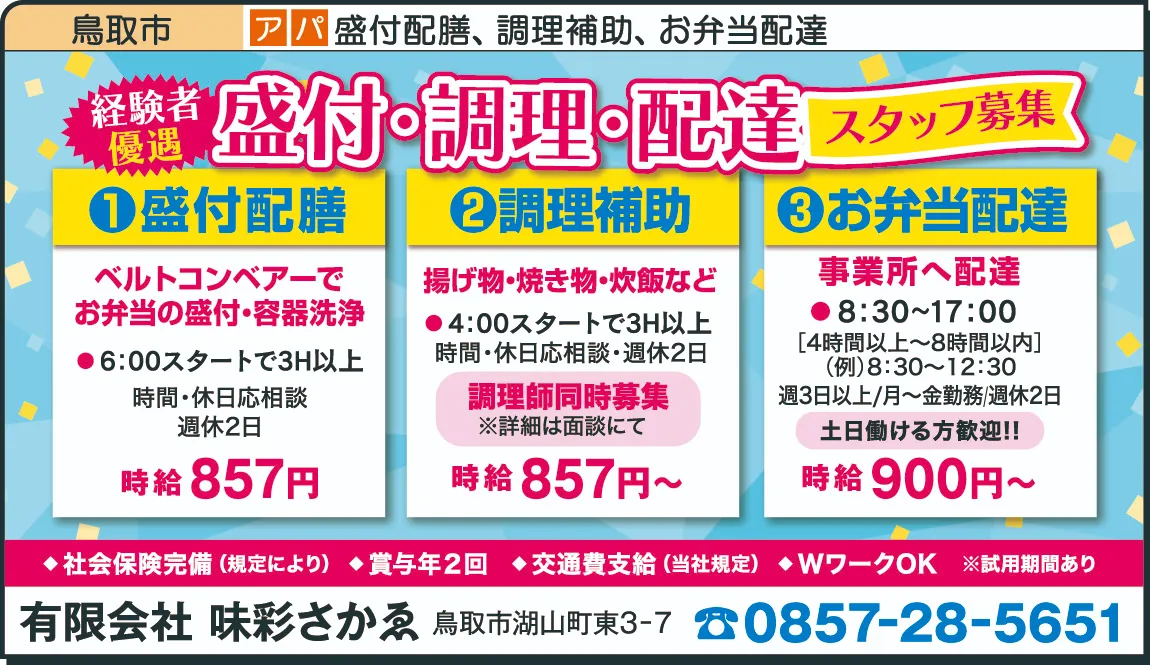 鳥取市
アパ 盛付配膳、調理補助、お弁当配達
経験者
優遇
盛付・調理・配達
スタッフ募集
❶盛付配膳
ベルトコンベアーで
お弁当の盛付・容器洗浄
●6:00スタートで3H以上
時間・休日応相談
週休2日
時給857円
❷調理補助
揚げ物・焼き物・炊飯など
●4:00スタートで3H以上
時間・休日応相談・週休2日
調理師同時募集
※詳細は面談にて
時給857円～
❸お弁当配達
事業所へ配達
●8:30～17:00
[4時間以上～8時間以内]
(例)8:30～12:30
週3日以上/月～金勤務/週休2日
土日働ける方歓迎!!
時給900円～
◆社会保険完備(規定により) ◆賞与年2回 ◆交通費支給(当社規定) ◆WワークOK ※試用期間あり
有限会社 味彩さかゑ 鳥取市湖山町東3-7 ☎0857-28-5651